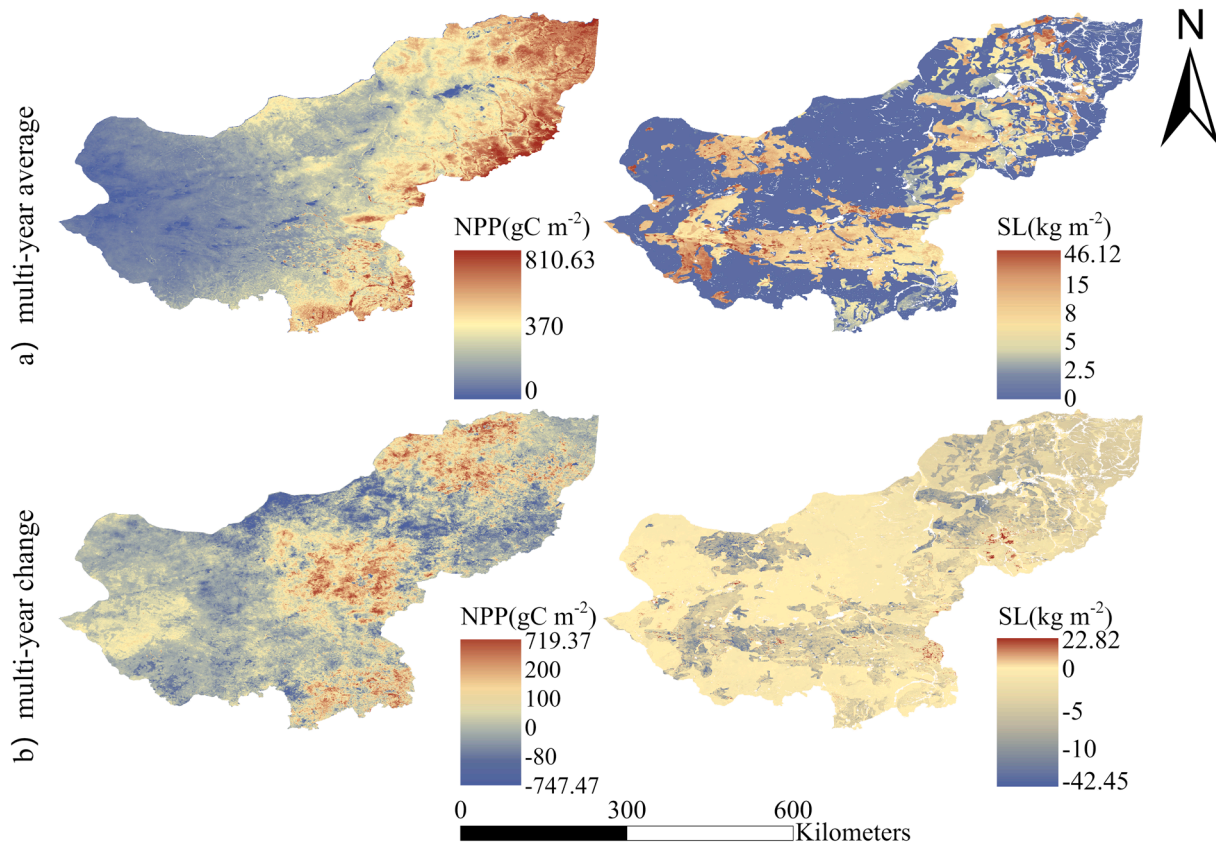 N
a) multi-year average
NPP(gC m⁻²)
810.63
370
0
SL(kg m⁻²)
46.12
15
8
5
2.5
0
b) multi-year change
NPP(gC m⁻²)
719.37
200
100
0
-80
-747.47
SL(kg m⁻²)
22.82
0
-5
-10
-42.45
0 300 600
Kilometers